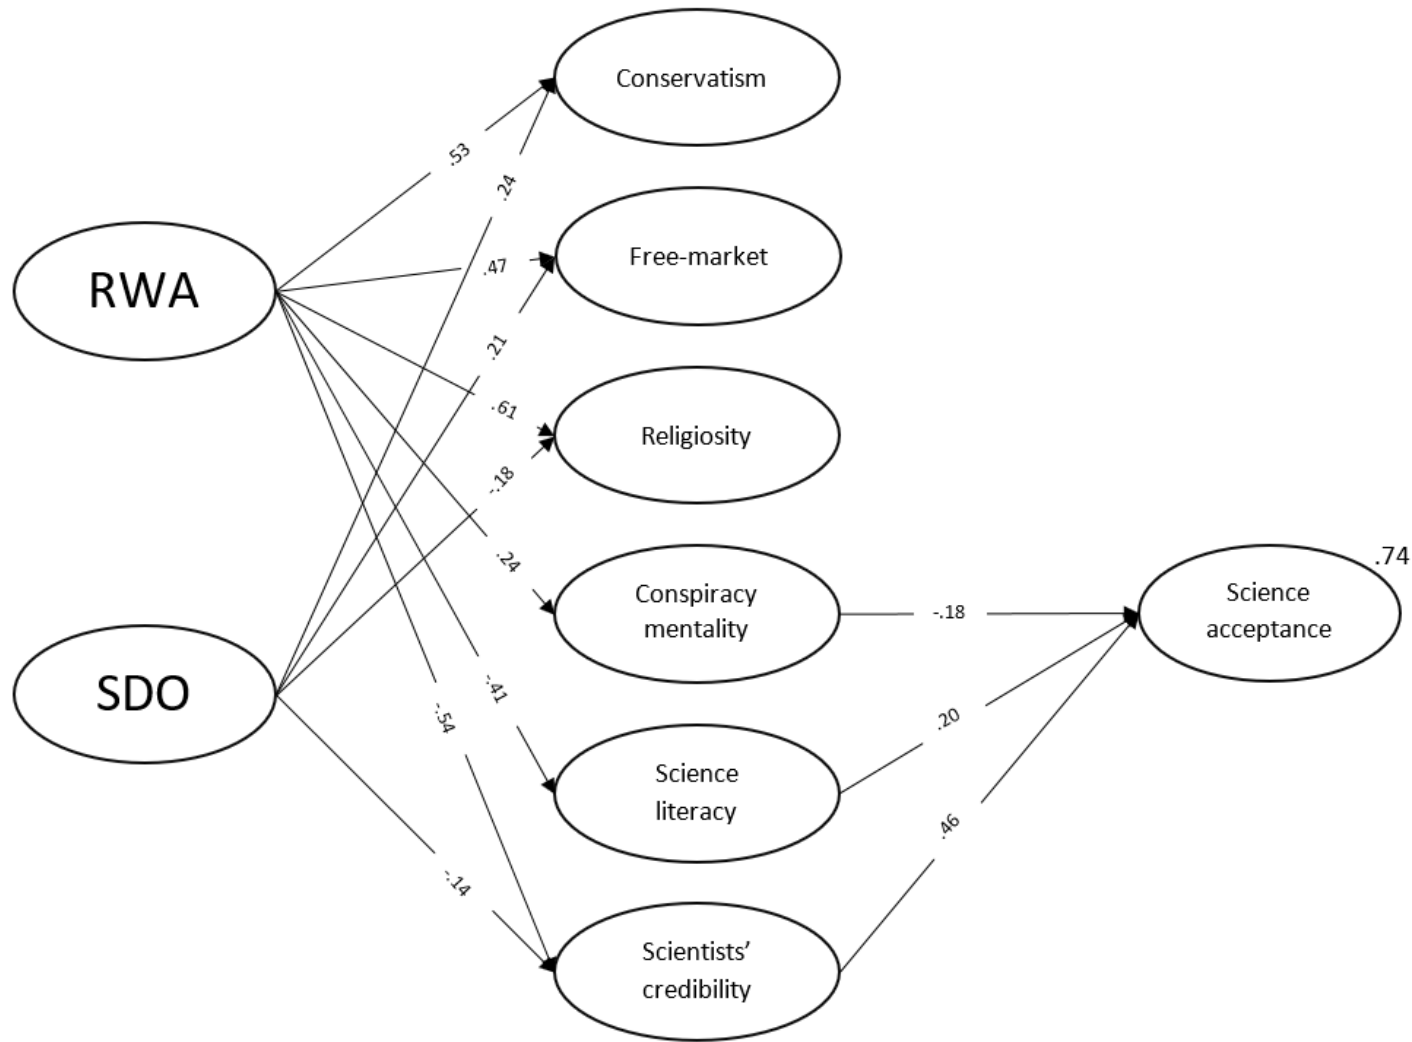 Conservatism
.53
.24
Free-market
.47
RWA
.21
.61
Religiosity
-.18
.24
Conspiracy
mentality
-.18
.74
Science
acceptance
-.41
SDO
-.54
.20
Science
literacy
.46
-.14
Scientists’
credibility